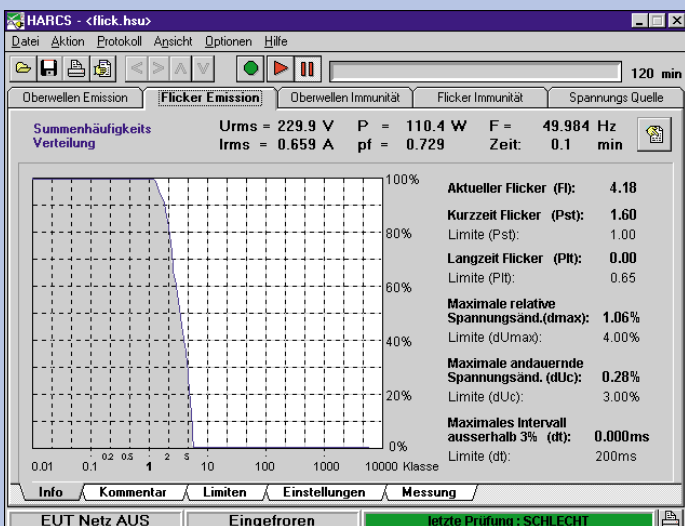 HARCS - <flick.hsu>
Datei Aktion Protokoll Ansicht Optionen Hilfe
120 min
Oberwellen Emission Flicker Emission Oberwellen Immunität Flicker Immunität Spannungs Quelle
Summenhäufigkeits
Verteilung
Urms = 229.9 V P = 110.4 W F = 49.984 Hz
Irms = 0.659 A pf = 0.729 Zeit: 0.1 min
100%
80%
60%
40%
20%
0%
0.01 0.1 0.2 0.5 1 2 5 10 100 1000 10000 Klasse
Aktueller Flicker (Fl): 4.18
Kurzzeit Flicker (Pst): 1.60
Limite (Pst): 1.00
Langzeit Flicker (Plt): 0.00
Limite (Plt): 0.65
Maximale relative
Spannungsänd.(dmax): 1.06%
Limite (dUmax): 4.00%
Maximale andauernde
Spannungsänd. (dUc): 0.28%
Limite (dUc): 3.00%
Maximales Intervall
ausserhalb 3% (dt): 0.000ms
Limite (dt): 200ms
Info Kommentar Limiten Einstellungen Messung
EUT Netz AUS Eingefroren letzte Prüfung : SCHLECHT